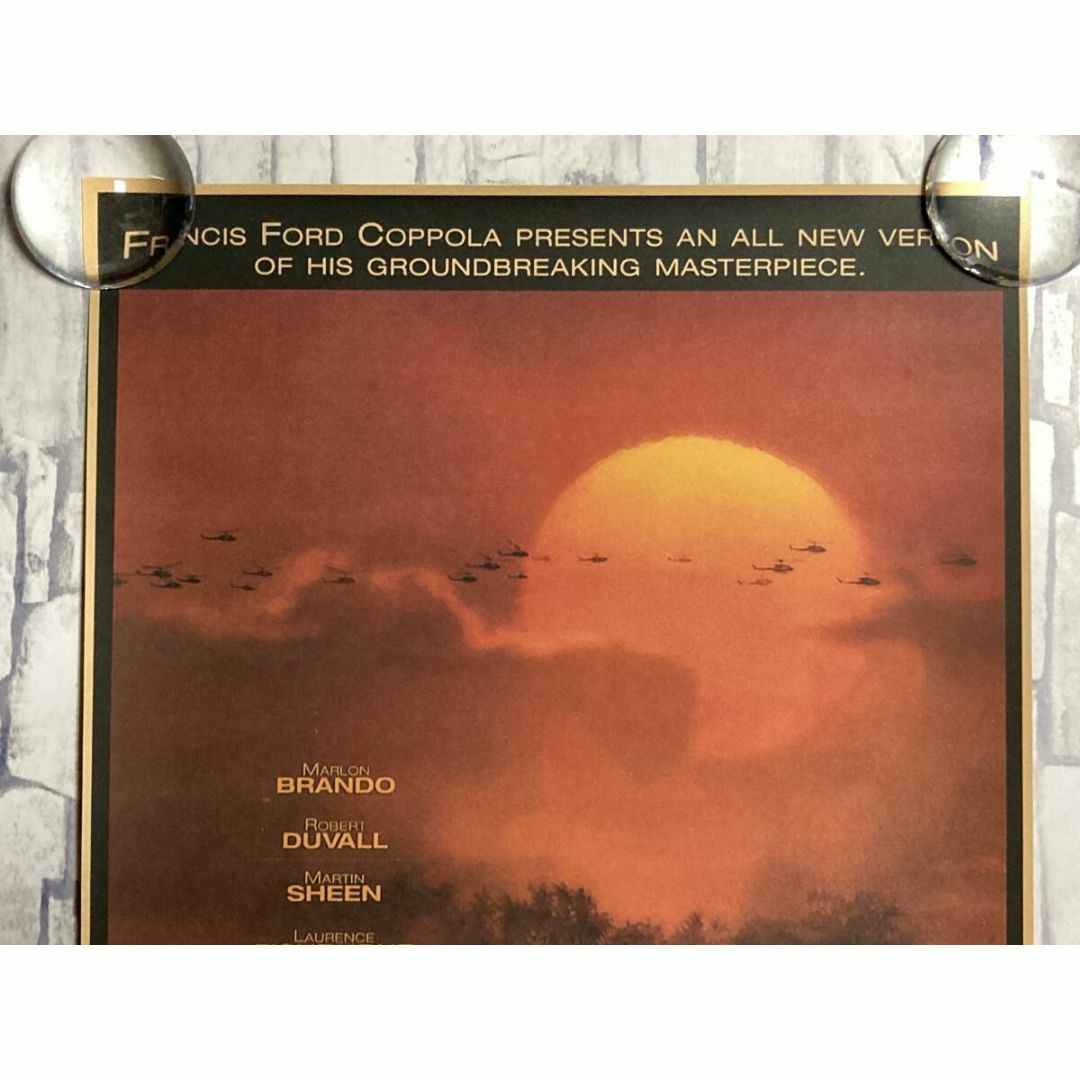 FRANCIS FORD COPPOLA PRESENTS AN ALL NEW VERSION
OF HIS GROUNDBREAKING MASTERPIECE.
MARLON
BRANDO
ROBERT
DUVALL
MARTIN
SHEEN
LAURENCE